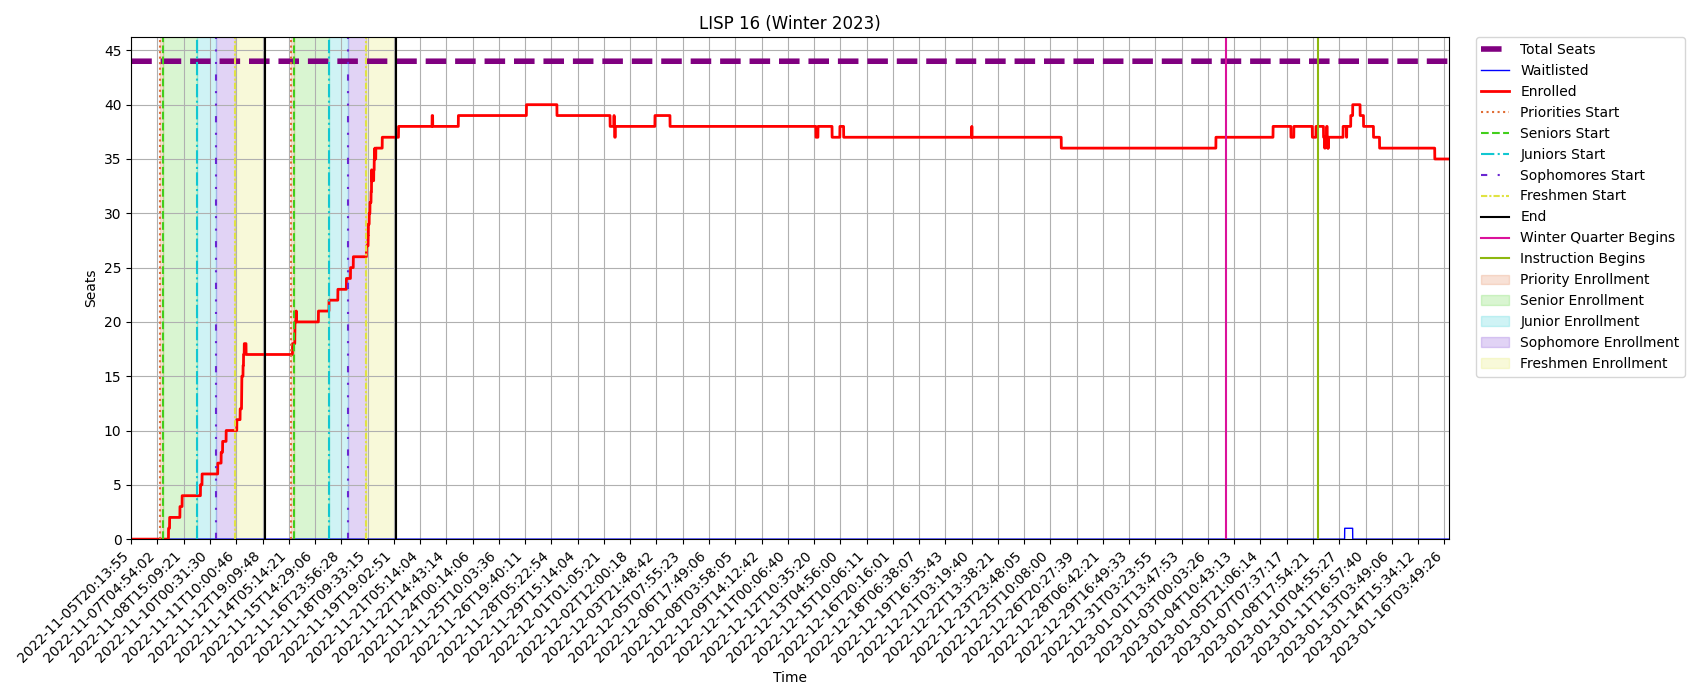 LISP 16 (Winter 2023)
45
40
35
30
25
20
15
10
5
0
Seats
2022-11-05T20:13:55
2022-11-07T04:54:02
2022-11-08T15:09:21
2022-11-10T00:31:30
2022-11-11T10:00:46
2022-11-12T19:09:48
2022-11-14T05:14:21
2022-11-15T14:29:06
2022-11-16T23:56:28
2022-11-18T09:33:15
2022-11-19T19:02:51
2022-11-21T05:14:04
2022-11-22T14:43:14
2022-11-24T00:14:06
2022-11-25T10:03:36
2022-11-26T19:40:11
2022-11-28T05:22:54
2022-11-29T15:14:04
2022-12-01T01:05:21
2022-12-02T12:00:18
2022-12-03T21:48:42
2022-12-05T07:55:23
2022-12-06T17:49:06
2022-12-08T03:58:05
2022-12-09T14:12:42
2022-12-11T00:06:40
2022-12-12T10:35:20
2022-12-13T04:56:00
2022-12-15T10:06:11
2022-12-16T20:16:01
2022-12-19T16:35:43
2022-12-21T03:19:40
2022-12-22T13:38:21
2022-12-23T23:48:05
2022-12-25T10:08:00
2022-12-26T20:27:39
2022-12-28T06:42:21
2022-12-29T16:49:33
2022-12-31T03:23:55
2023-01-01T13:47:53
2023-01-03T00:03:26
2023-01-04T10:43:13
2023-01-05T21:06:14
2023-01-07T07:37:17
2023-01-08T17:54:21
2023-01-10T04:55:27
2023-01-11T16:57:40
2023-01-13T03:49:06
2023-01-14T15:34:12
2023-01-16T03:49:26
Time
Total Seats
Waitlisted
Enrolled
Priorities Start
Seniors Start
Juniors Start
Sophomores Start
Freshmen Start
End
Winter Quarter Begins
Instruction Begins
Priority Enrollment
Senior Enrollment
Junior Enrollment
Sophomore Enrollment
Freshmen Enrollment